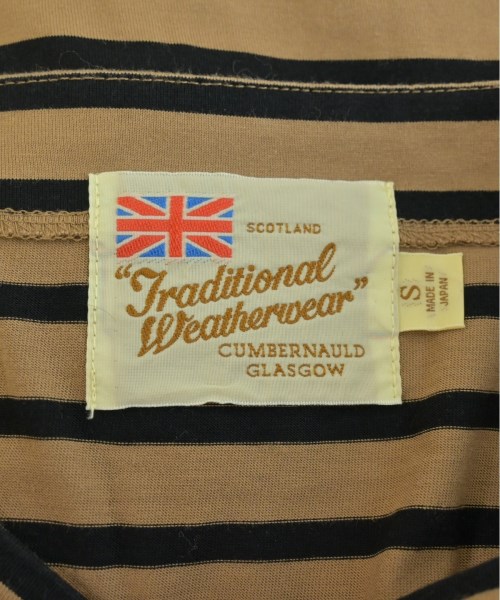 SCOTLAND
"Traditional
Weatherwear"
CUMBERNAULD
GLASGOW
S
MADE IN
JAPAN